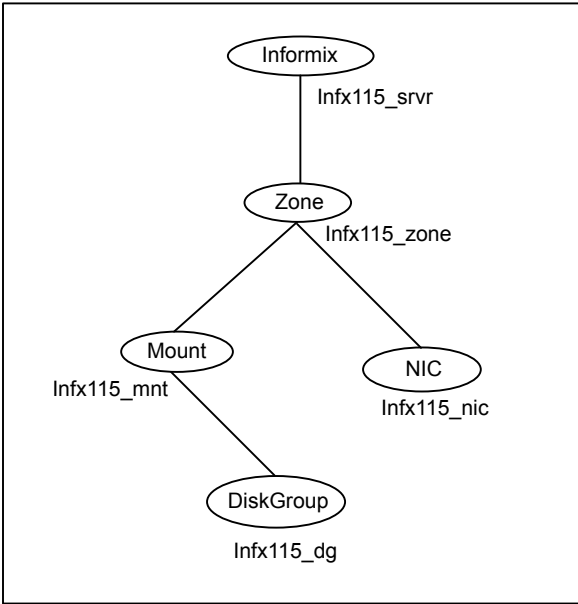 Informix
Infx115_srvr
Zone
Infx115_zone
Mount
Infx115_mnt
NIC
Infx115_nic
DiskGroup
Infx115_dg